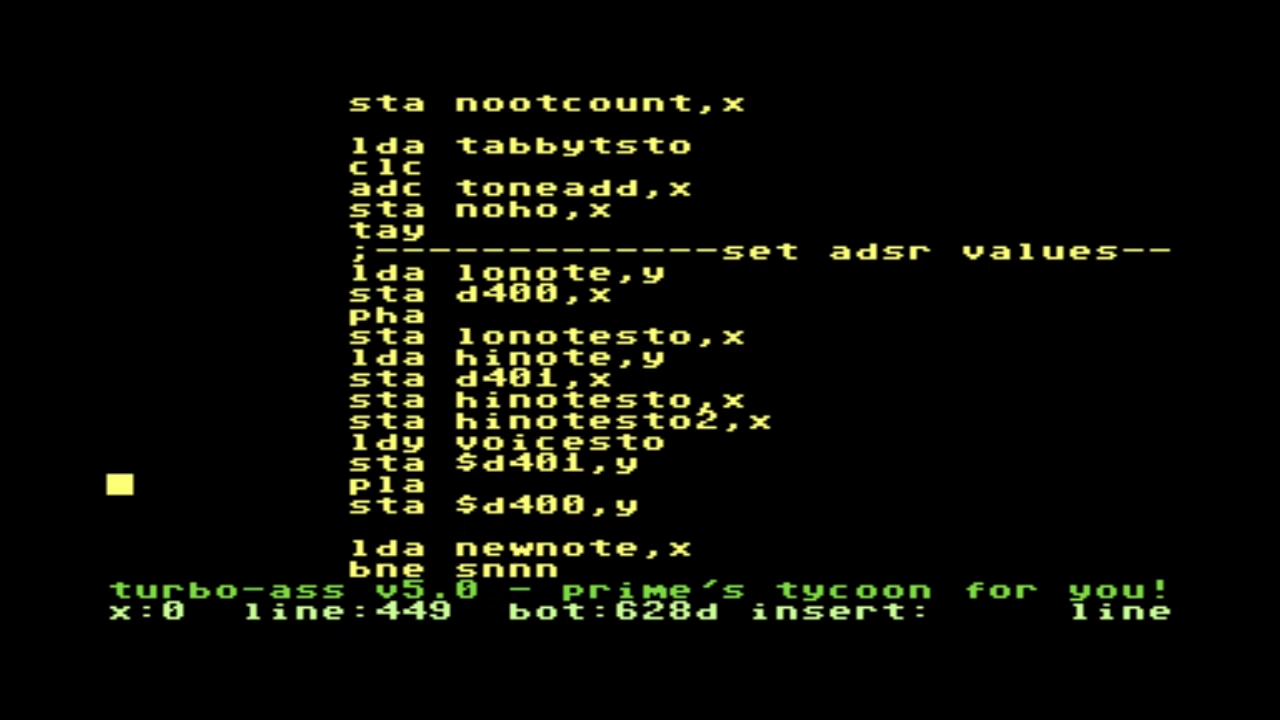 sta nootcount,x
lda tabbytsto
clc
adc toneadd,x
sta noho,x
tay
;-------------set adsr values--
lda lonote,y
sta d400,x
pha
sta lonotesto,x
lda hinote,y
sta d401,x
sta hinotesto,x
sta hinotesto2,x
ldy voicesto
sta $d401,y
pla
sta $d400,y
lda newnote,x
bne snnn
turbo-ass v5.0 - prime's tycoon for you!
x:0 line:449 bot:628d insert: line